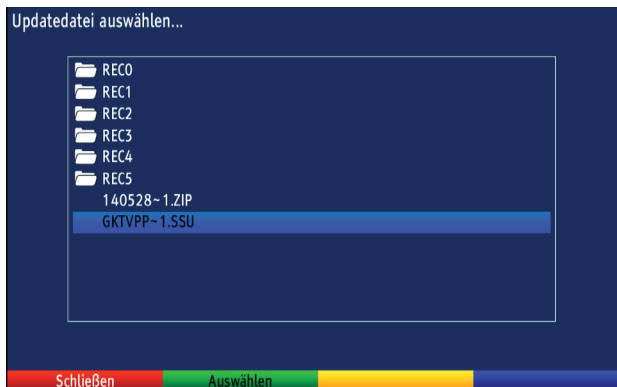 Updatedatei auswählen...
REC0
REC1
REC2
REC3
REC4
REC5
140528~1.ZIP
GKTVPP~1.SSU
Schließen Auswählen